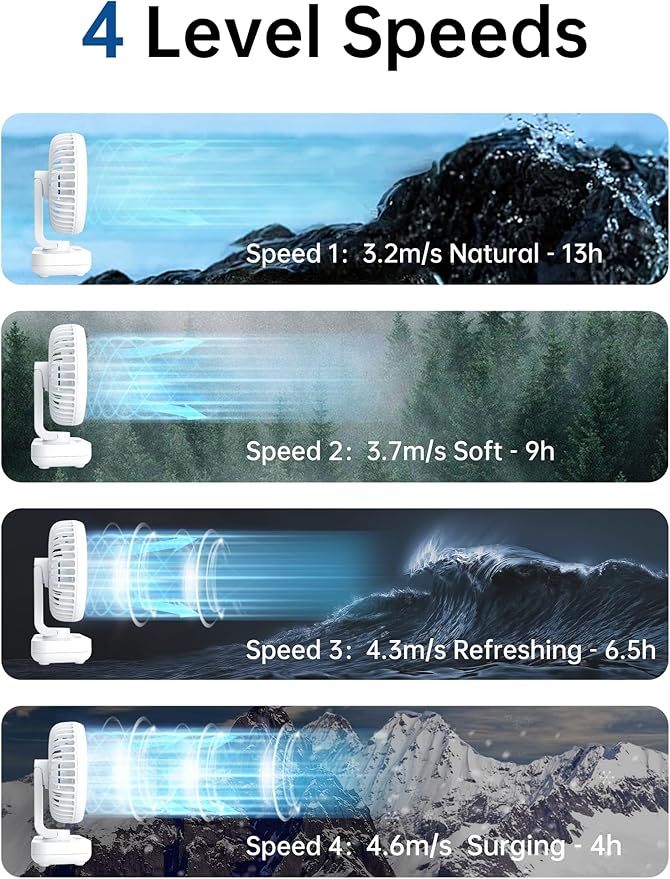 4 Level Speeds
Speed 1: 3.2m/s Natural - 13h
Speed 2: 3.7m/s Soft - 9h
Speed 3: 4.3m/s Refreshing - 6.5h
Speed 4: 4.6m/s Surging - 4h